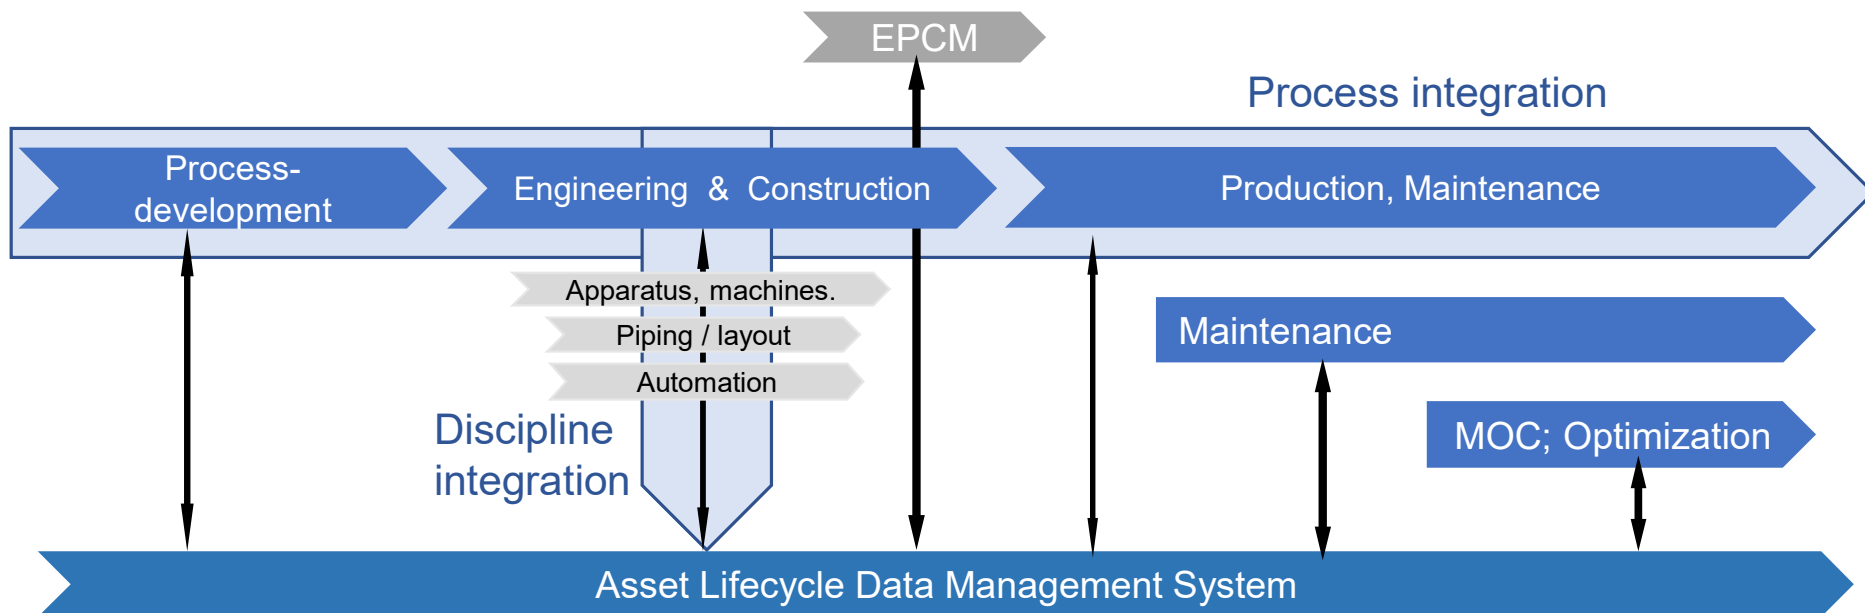 EPCM
Process integration
Process-
development
Engineering & Construction
Production, Maintenance
Apparatus, machines.
Piping / layout
Automation
Maintenance
Discipline
integration
MOC; Optimization
Asset Lifecycle Data Management System